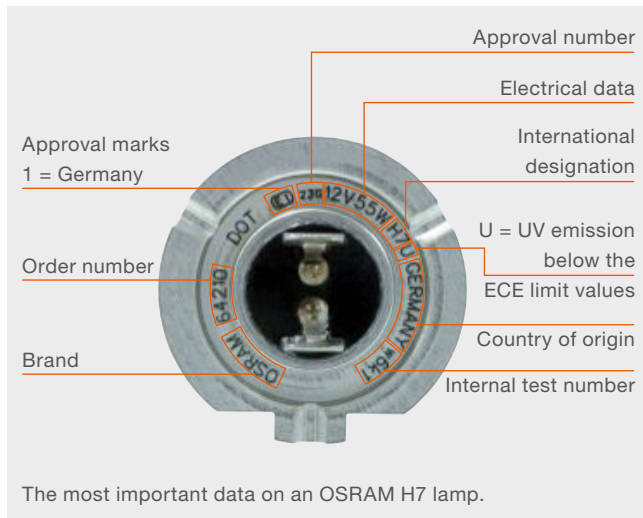 Approval number
Electrical data
International
designation
Approval marks
1 = Germany
U = UV emission
below the
ECE limit values
Order number
Country of origin
Brand
Internal test number
OSRAM
64210
DOT
E1
23G
12V55W
H7
U
GERMANY
W6k1
The most important data on an OSRAM H7 lamp.